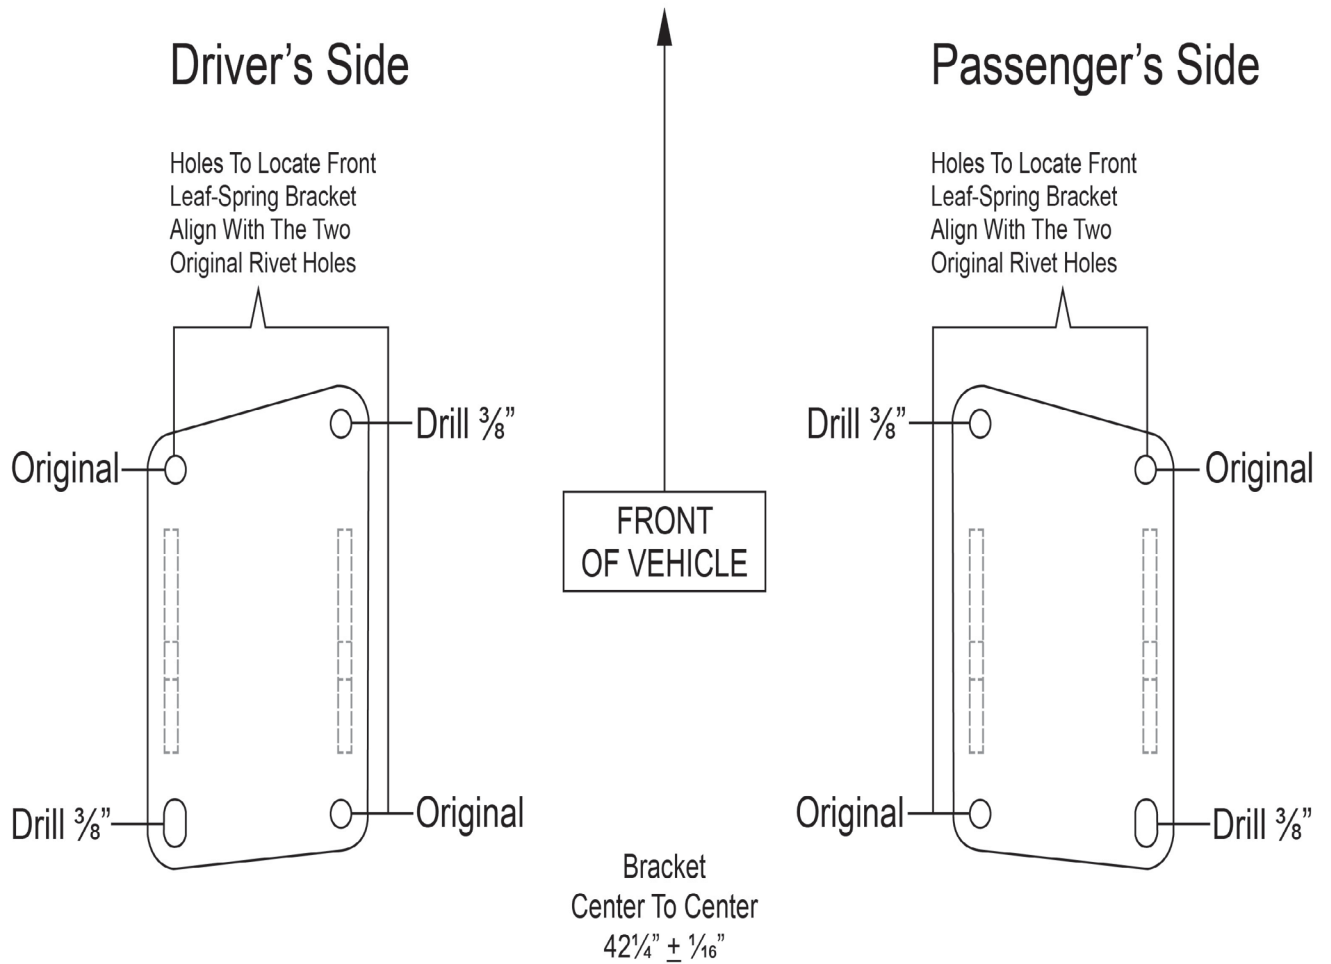 Driver’s Side
Holes To Locate Front
Leaf-Spring Bracket
Align With The Two
Original Rivet Holes
Drill ⅜”
Original
Drill ⅜”
Original
FRONT
OF VEHICLE
Bracket
Center To Center
42¼” ± 1⁄16”
Passenger’s Side
Holes To Locate Front
Leaf-Spring Bracket
Align With The Two
Original Rivet Holes
Drill ⅜”
Original
Original
Drill ⅜”